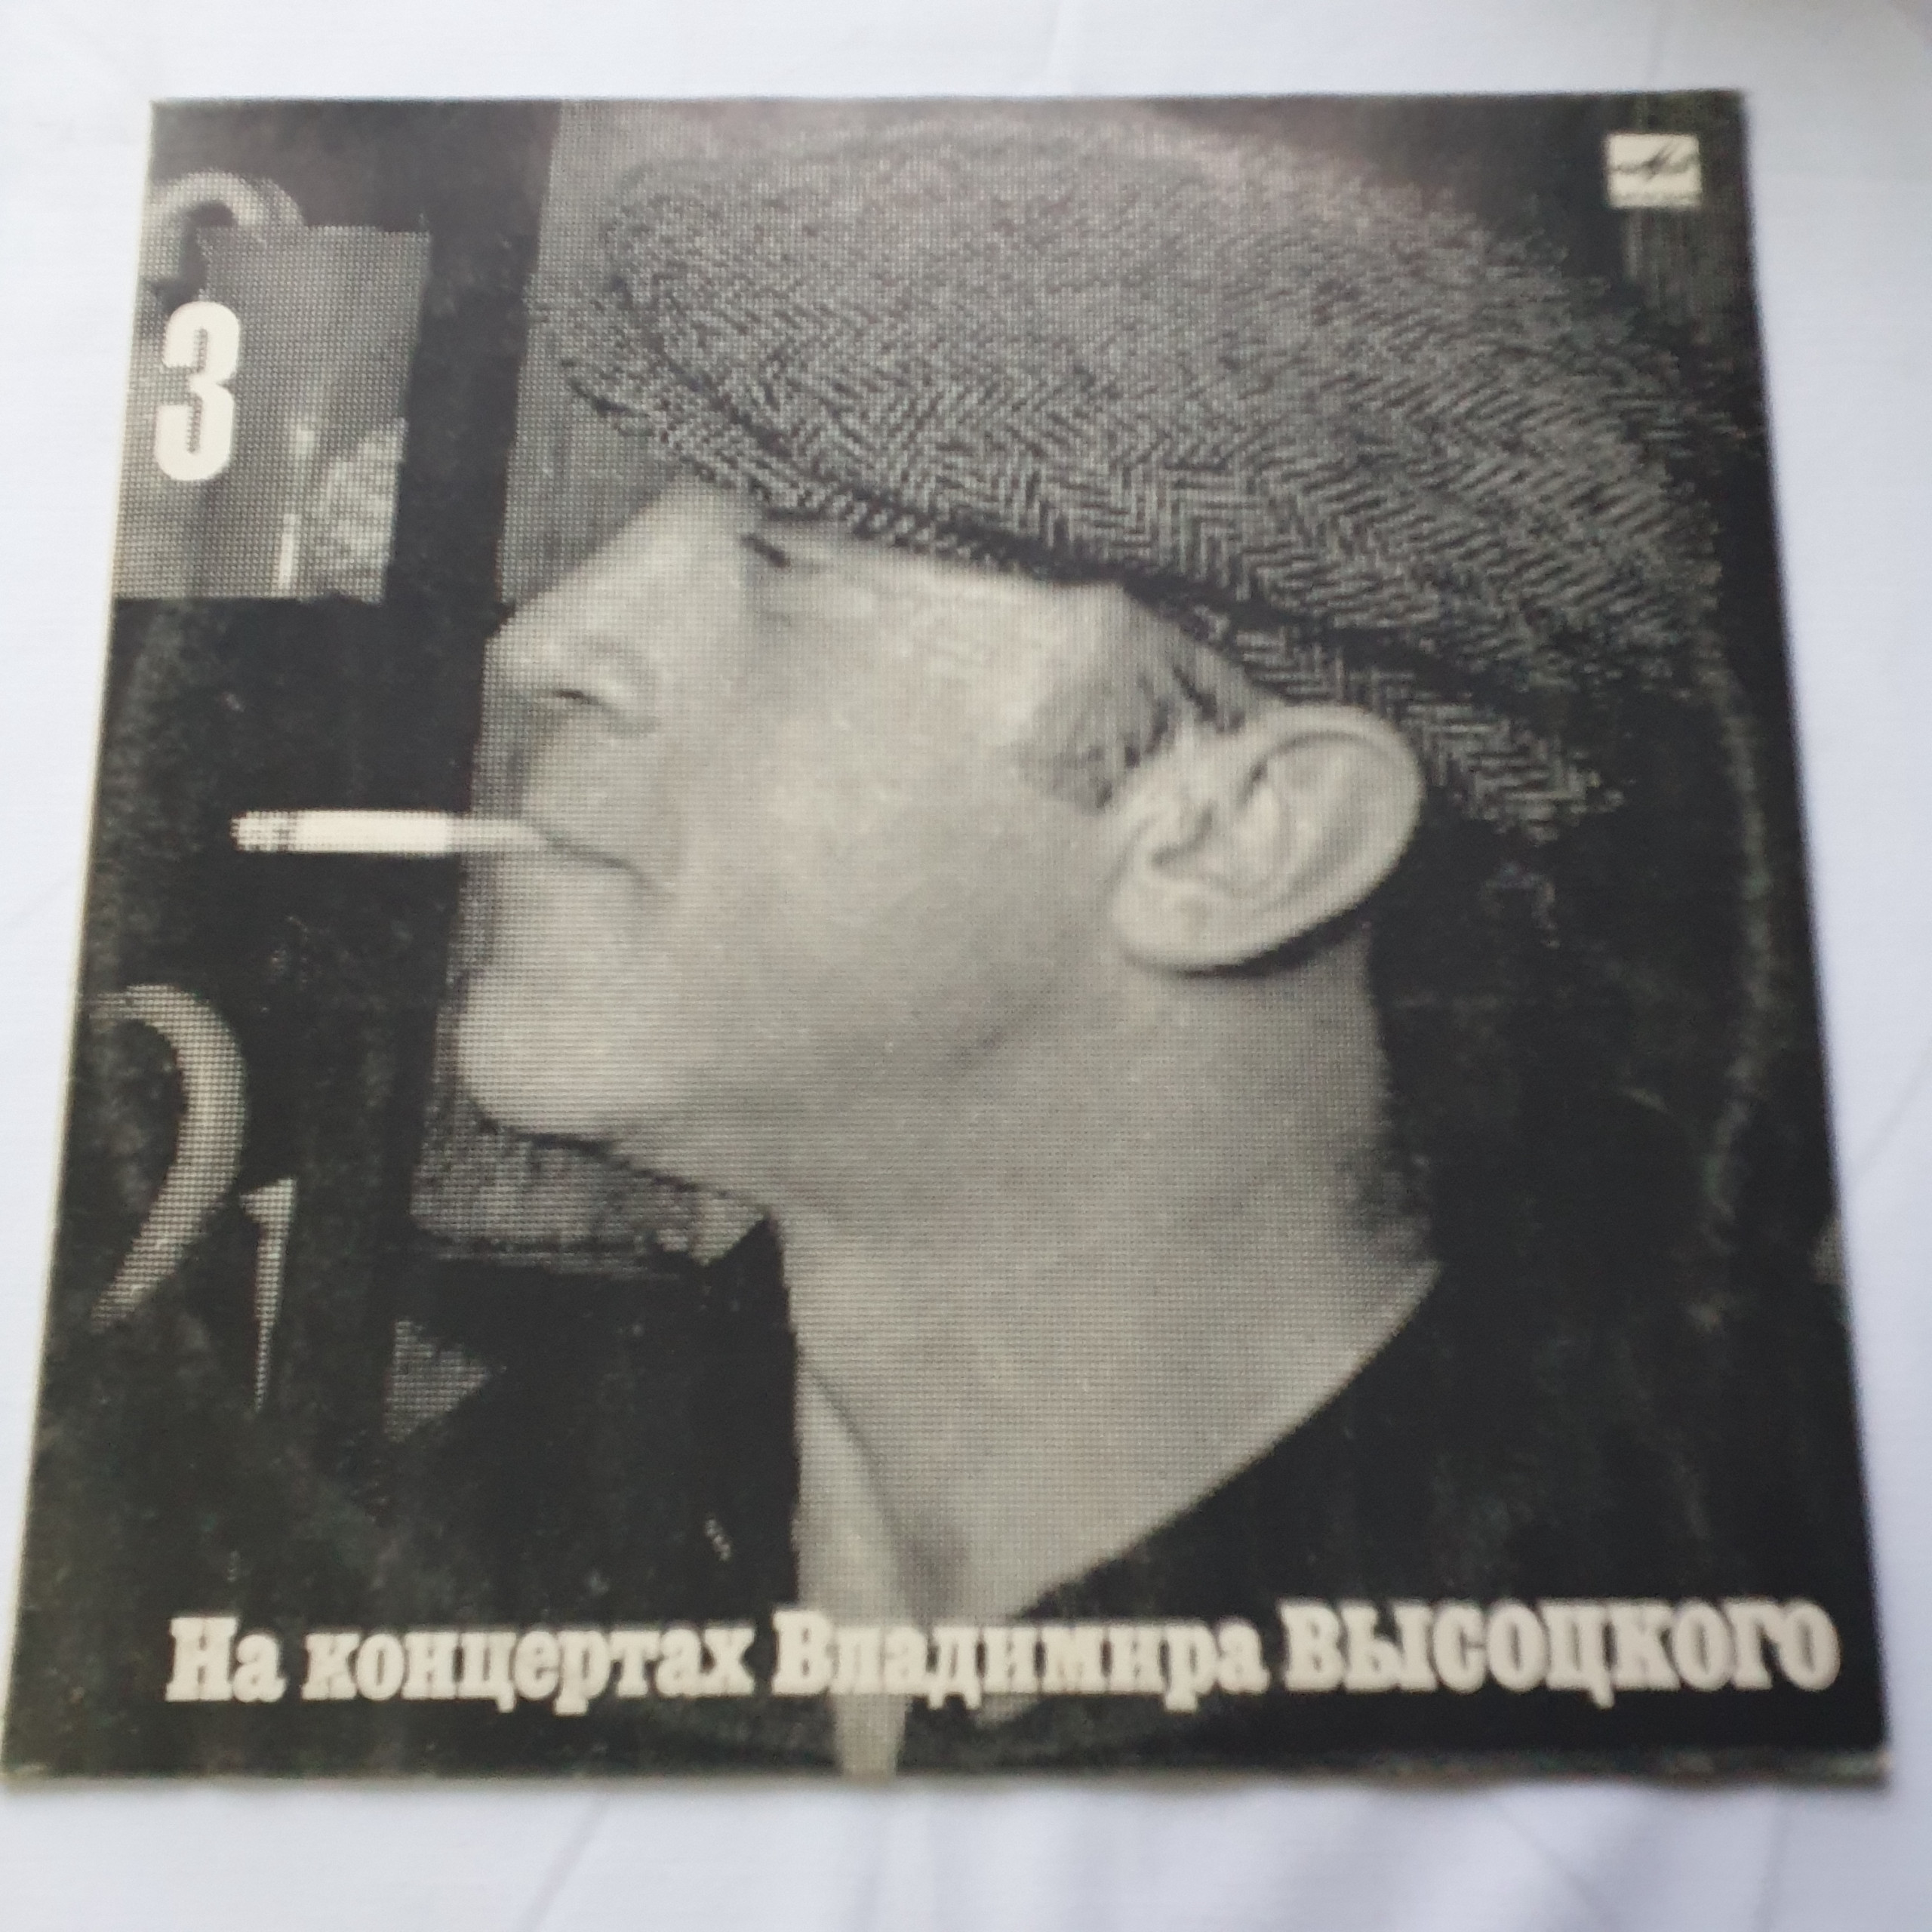 3
На концертах Владимира ВЫСОЦКОГО